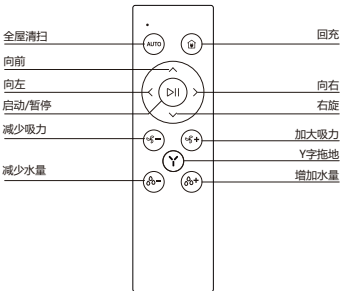 全屋清扫
回充
AUTO
向前
向左
向右
启动/暂停
右旋
减少吸力
加大吸力
Y字拖地
减少水量
增加水量